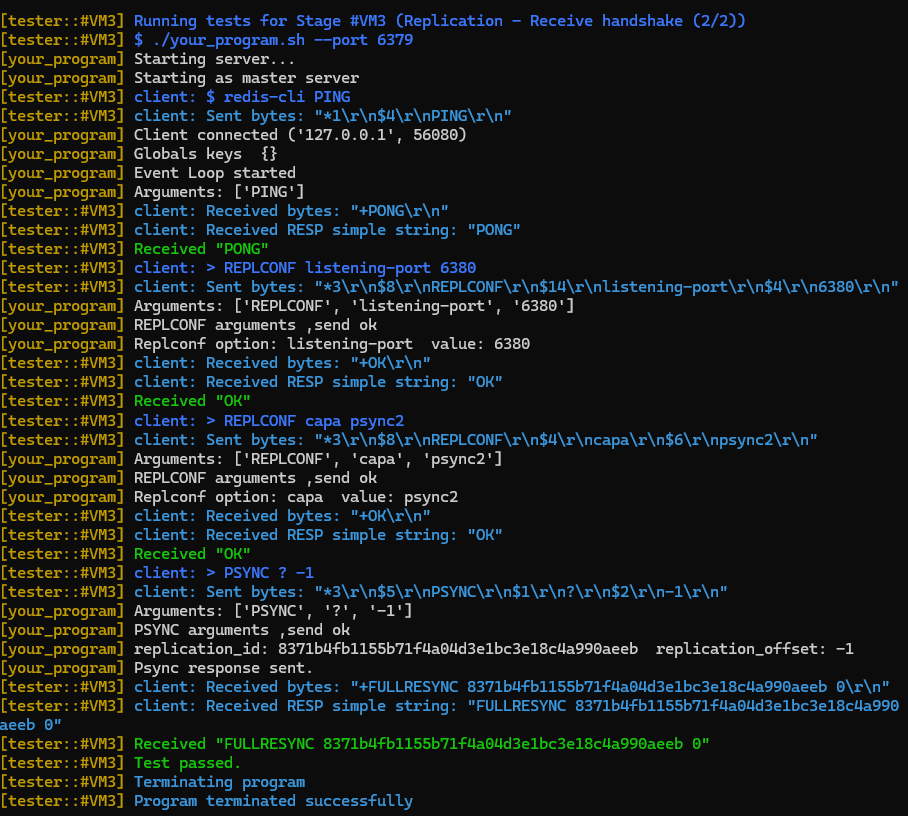 [tester::#VM3] Running tests for Stage #VM3 (Replication - Receive handshake (2/2))
[tester::#VM3] $ ./your_program.sh --port 6379
[your_program] Starting server...
[your_program] Starting as master server
[tester::#VM3] client: $ redis-cli PING
[tester::#VM3] client: Sent bytes: "*1\r\n$4\r\nPING\r\n"
[your_program] Client connected ('127.0.0.1', 56080)
[your_program] Globals keys  {}
[your_program] Event Loop started
[your_program] Arguments: ['PING']
[tester::#VM3] client: Received bytes: "+PONG\r\n"
[tester::#VM3] client: Received RESP simple string: "PONG"
[tester::#VM3] Received "PONG"
[tester::#VM3] client: > REPLCONF listening-port 6380
[tester::#VM3] client: Sent bytes: "*3\r\n$8\r\nREPLCONF\r\n$14\r\nlistening-port\r\n$4\r\n6380\r\n"
[your_program] Arguments: ['REPLCONF', 'listening-port', '6380']
[your_program] REPLCONF arguments ,send ok
[your_program] Replconf option: listening-port  value: 6380
[tester::#VM3] client: Received bytes: "+OK\r\n"
[tester::#VM3] client: Received RESP simple string: "OK"
[tester::#VM3] Received "OK"
[tester::#VM3] client: > REPLCONF capa psync2
[tester::#VM3] client: Sent bytes: "*3\r\n$8\r\nREPLCONF\r\n$4\r\ncapa\r\n$6\r\npsync2\r\n"
[your_program] Arguments: ['REPLCONF', 'capa', 'psync2']
[your_program] REPLCONF arguments ,send ok
[your_program] Replconf option: capa  value: psync2
[tester::#VM3] client: Received bytes: "+OK\r\n"
[tester::#VM3] client: Received RESP simple string: "OK"
[tester::#VM3] Received "OK"
[tester::#VM3] client: > PSYNC ? -1
[tester::#VM3] client: Sent bytes: "*3\r\n$5\r\nPSYNC\r\n$1\r\n?\r\n$2\r\n-1\r\n"
[your_program] Arguments: ['PSYNC', '?', '-1']
[your_program] PSYNC arguments ,send ok
[your_program] replication_id: 8371b4fb1155b71f4a04d3e1bc3e18c4a990aeeb  replication_offset: -1
[your_program] Psync response sent.
[tester::#VM3] client: Received bytes: "+FULLRESYNC 8371b4fb1155b71f4a04d3e1bc3e18c4a990aeeb 0\r\n"
[tester::#VM3] client: Received RESP simple string: "FULLRESYNC 8371b4fb1155b71f4a04d3e1bc3e18c4a990
aeeb 0"
[tester::#VM3] Received "FULLRESYNC 8371b4fb1155b71f4a04d3e1bc3e18c4a990aeeb 0"
[tester::#VM3] Test passed.
[tester::#VM3] Terminating program
[tester::#VM3] Program terminated successfully